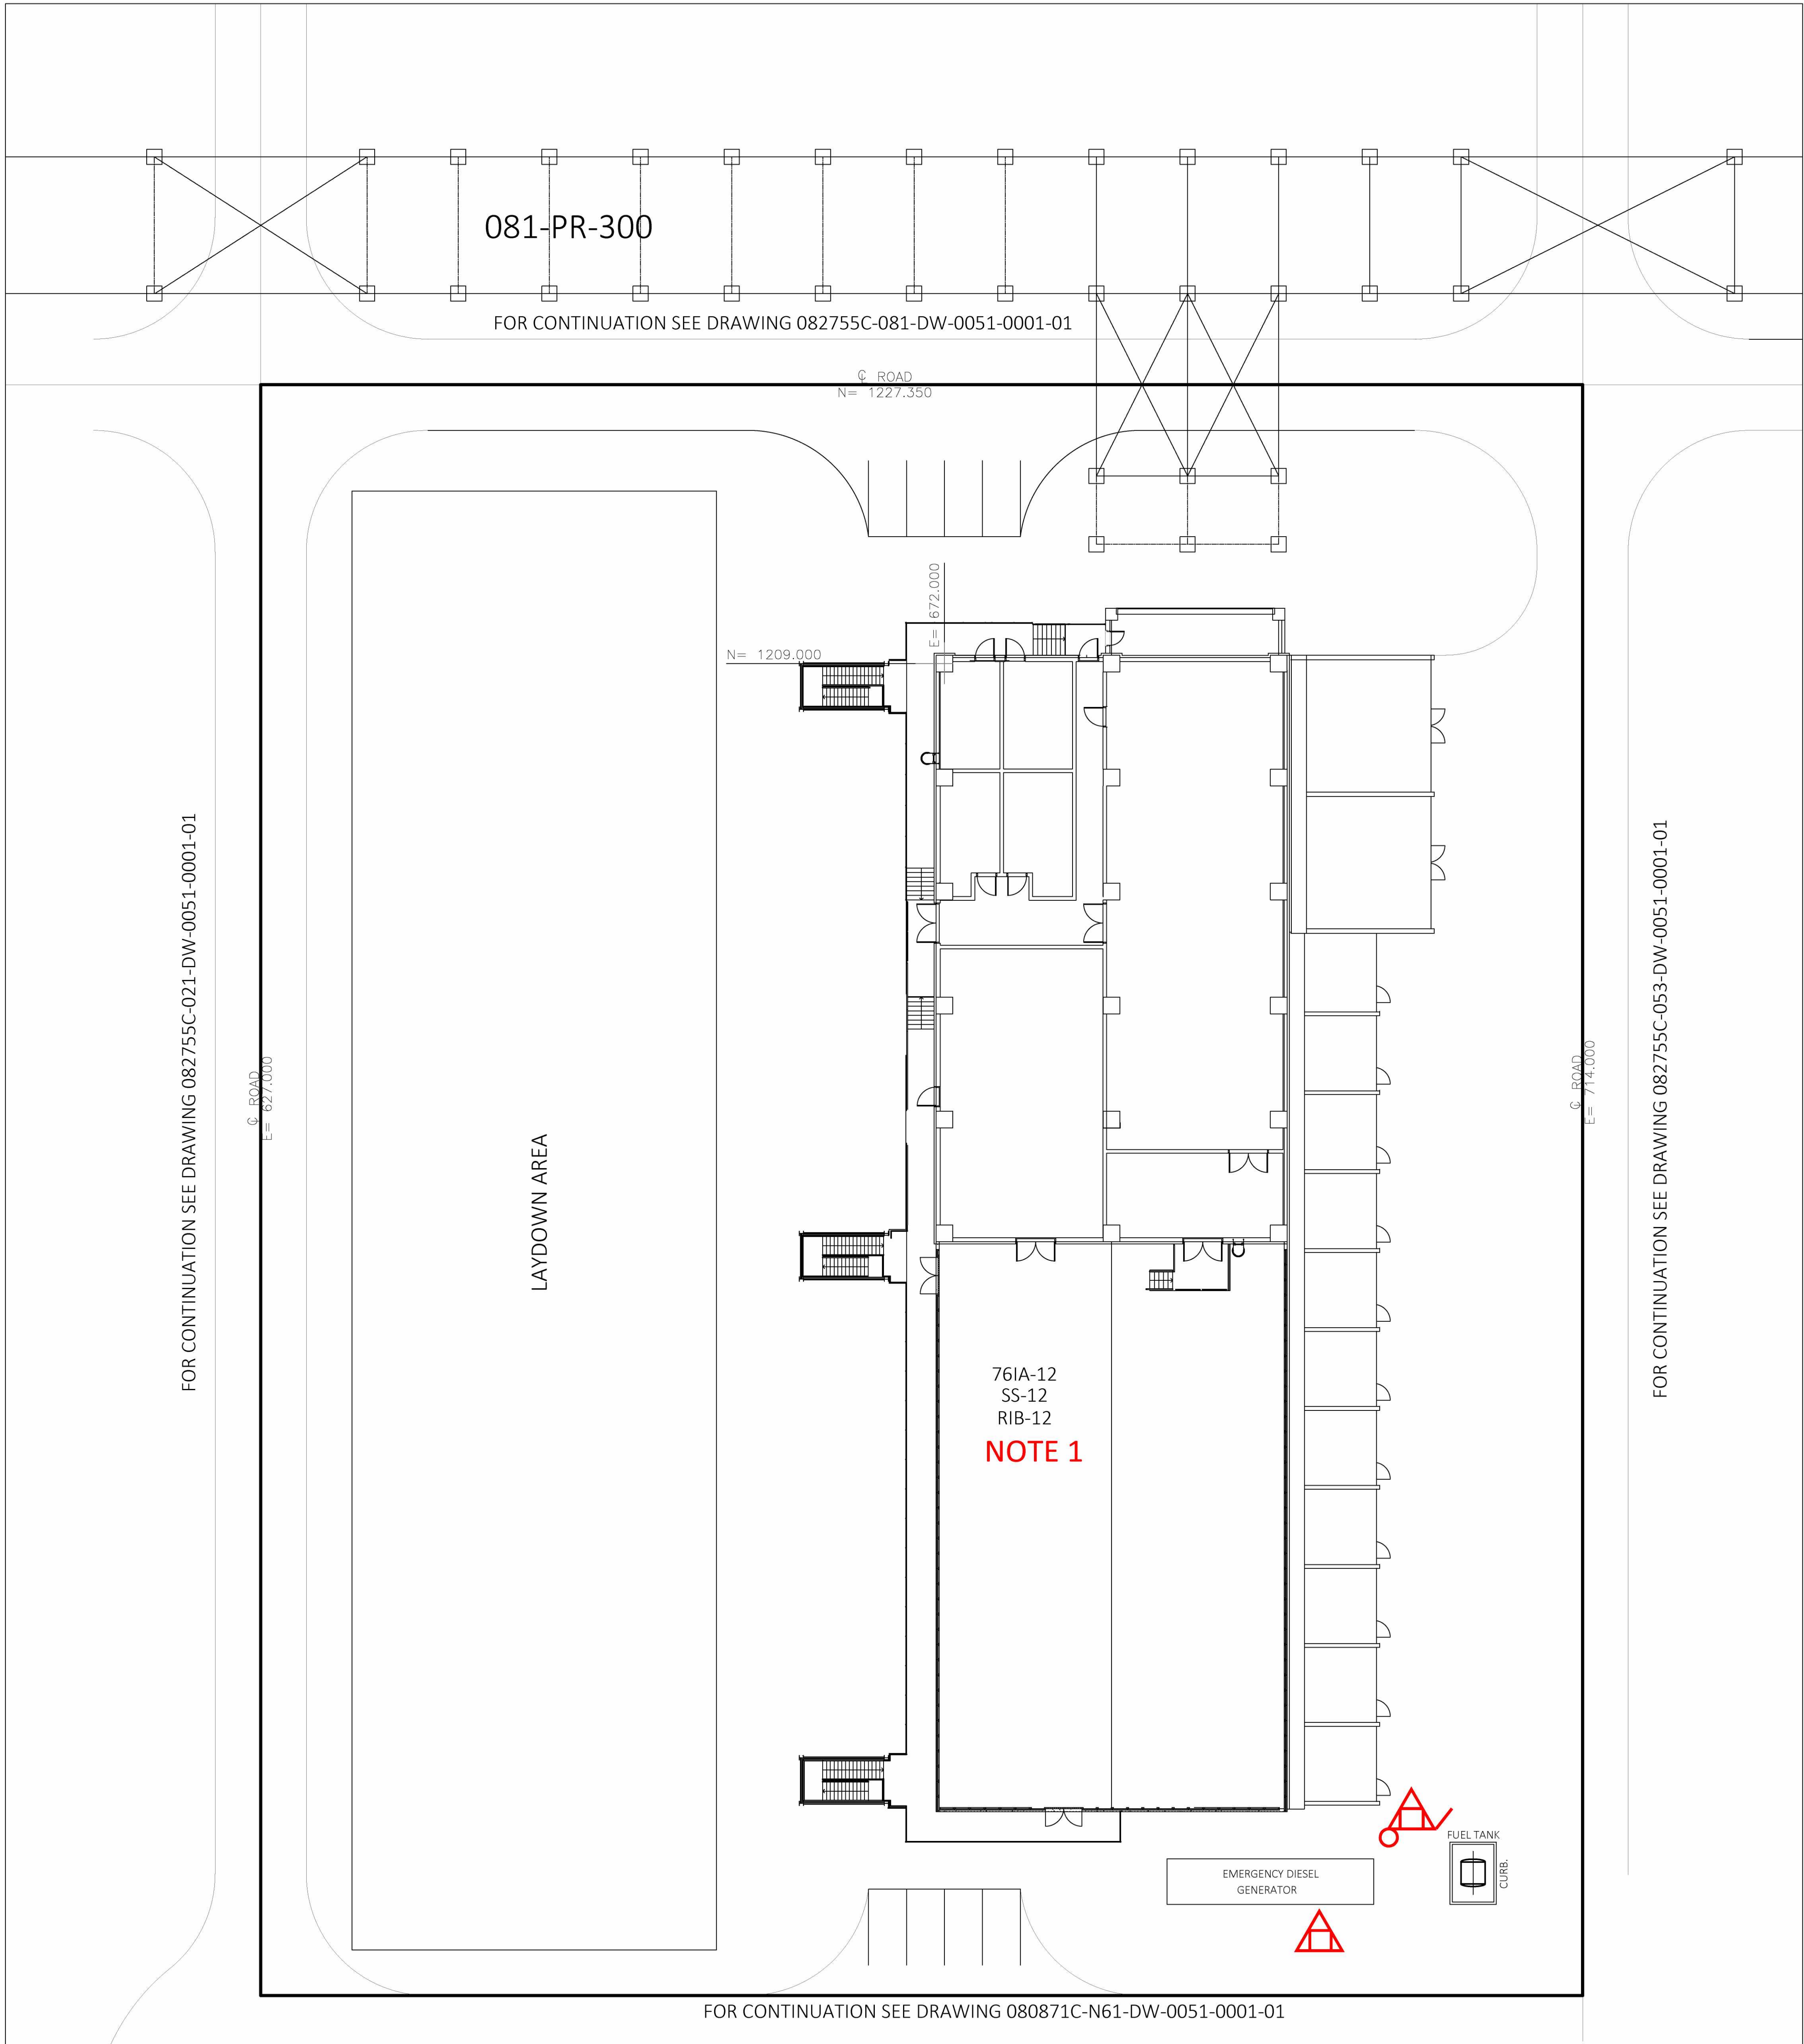 081-PR-300
FOR CONTINUATION SEE DRAWING 082755C-081-DW-0051-0001-01
℄ ROAD
N= 1227.350
E= 672.000
N= 1209.000
FOR CONTINUATION SEE DRAWING 082755C-021-DW-0051-0001-01
℄ ROAD
E= 627.000
LAYDOWN AREA
℄ ROAD
E= 714.000
FOR CONTINUATION SEE DRAWING 082755C-053-DW-0051-0001-01
76IA-12
SS-12
RIB-12
NOTE 1
FUEL TANK
CURB.
EMERGENCY DIESEL
GENERATOR
FOR CONTINUATION SEE DRAWING 080871C-N61-DW-0051-0001-01